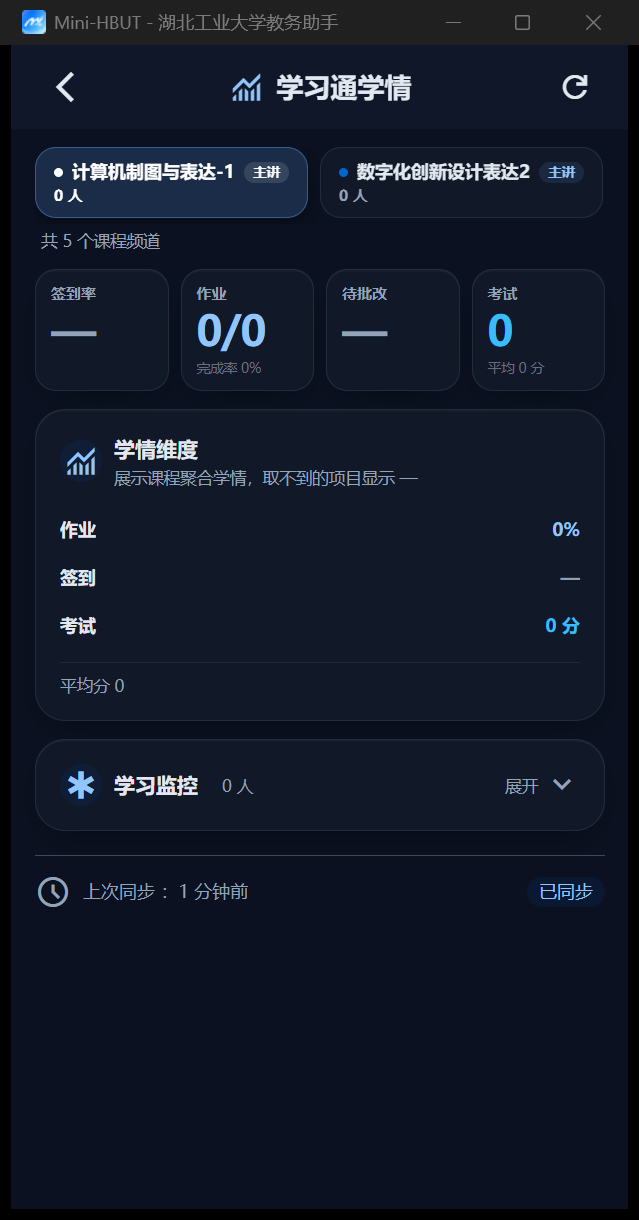 Mini-HBUT - 湖北工业大学教务助手
学习通学情
计算机制图与表达-1 主讲
0 人
数字化创新设计表达2 主讲
0 人
共 5 个课程频道
签到率
—
作业
0/0
完成率 0%
待批改
—
考试
0
平均 0 分
学情维度
展示课程聚合学情，取不到的项目显示 —
作业 0%
签到 —
考试 0 分
平均分 0
学习监控 0 人 展开
上次同步： 1 分钟前 已同步